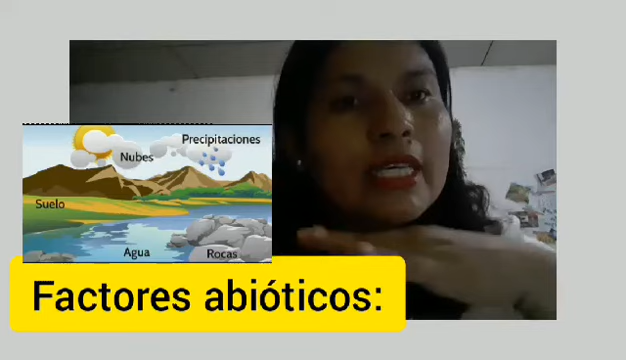 Precipitaciones
Nubes
Suelo
Agua
Rocas
Factores abióticos: